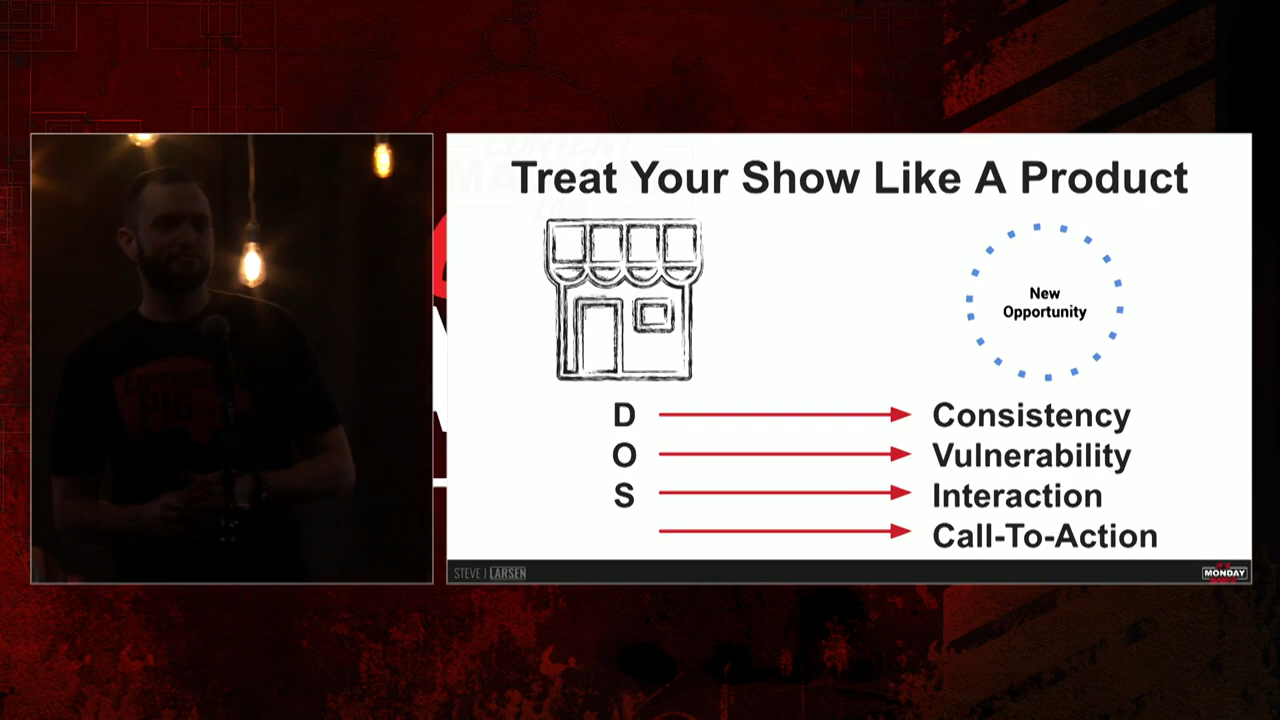 Treat Your Show Like A Product
New
Opportunity
D Consistency
O Vulnerability
S Interaction
Call-To-Action
STEVE J LARSEN
MONDAY